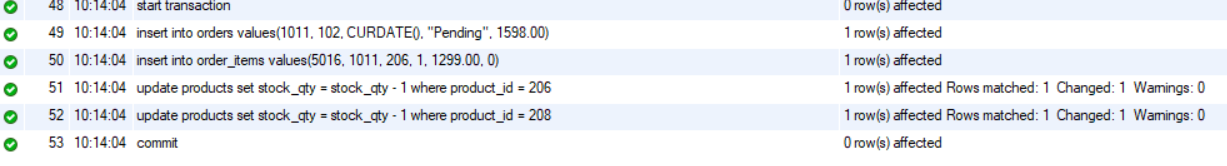 48 10:14:04 start transaction 0 row(s) affected
49 10:14:04 insert into orders values(1011, 102, CURDATE(), "Pending", 1598.00) 1 row(s) affected
50 10:14:04 insert into order_items values(5016, 1011, 206, 1, 1299.00, 0) 1 row(s) affected
51 10:14:04 update products set stock_qty = stock_qty - 1 where product_id = 206 1 row(s) affected Rows matched: 1 Changed: 1 Warnings: 0
52 10:14:04 update products set stock_qty = stock_qty - 1 where product_id = 208 1 row(s) affected Rows matched: 1 Changed: 1 Warnings: 0
53 10:14:04 commit 0 row(s) affected